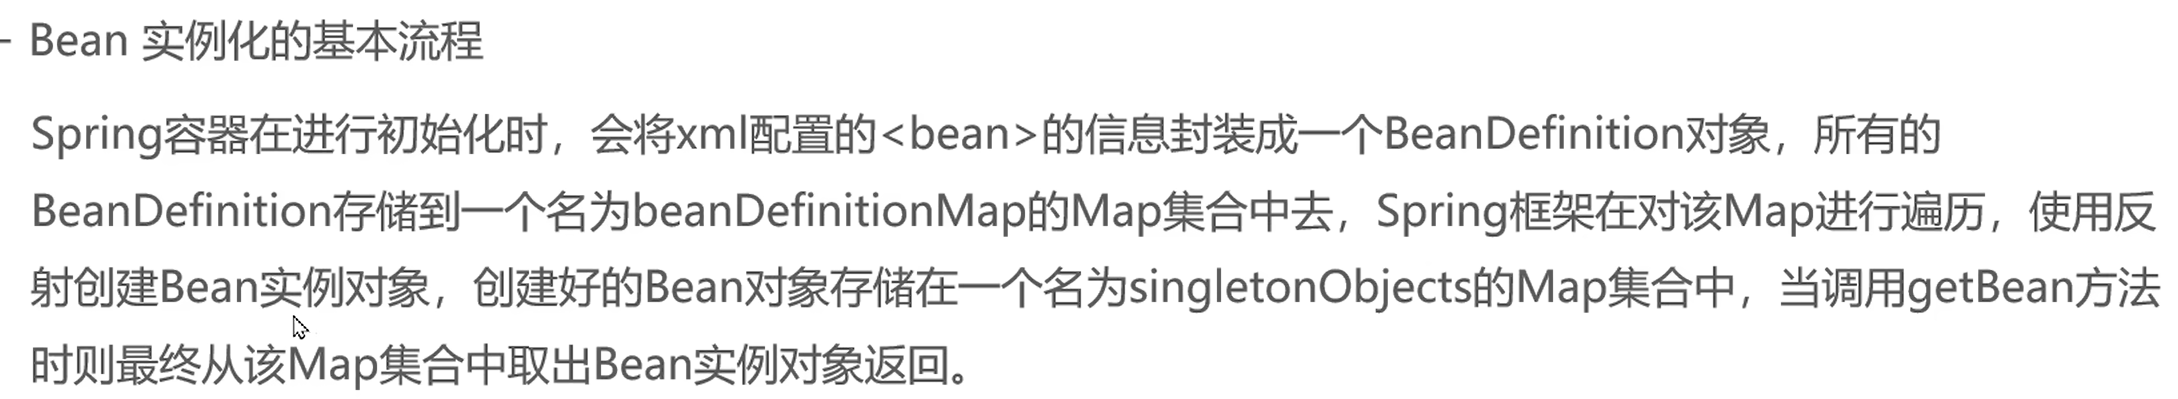 - Bean 实例化的基本流程
Spring容器在进行初始化时，会将xml配置的<bean>的信息封装成一个BeanDefinition对象，所有的
BeanDefinition存储到一个名为beanDefinitionMap的Map集合中去，Spring框架在对该Map进行遍历，使用反
射创建Bean实例对象，创建好的Bean对象存储在一个名为singletonObjects的Map集合中，当调用getBean方法
时则最终从该Map集合中取出Bean实例对象返回。